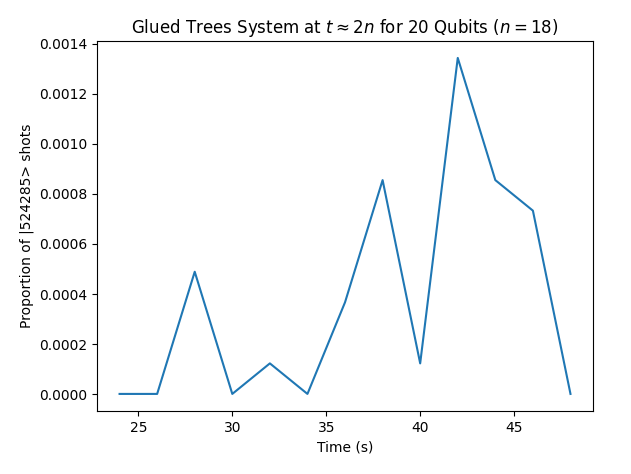 Glued Trees System at t ≈ 2n for 20 Qubits (n = 18)
0.0014
0.0012
0.0010
0.0008
0.0006
0.0004
0.0002
0.0000
Proportion of |524285> shots
25 30 35 40 45
Time (s)